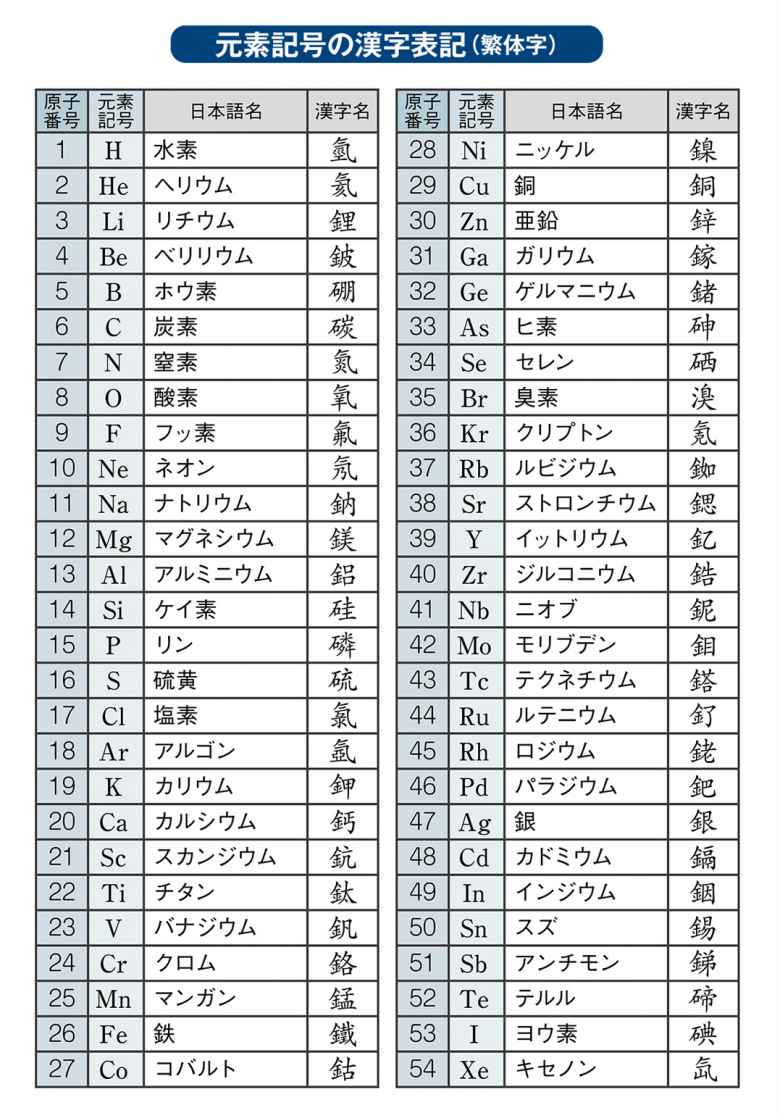 元素記号の漢字表記（繁体字）
原子番号 元素記号 日本語名 漢字名
1 H 水素 氫
2 He ヘリウム 氦
3 Li リチウム 鋰
4 Be ベリリウム 鈹
5 B ホウ素 硼
6 C 炭素 碳
7 N 窒素 氮
8 O 酸素 氧
9 F フッ素 氟
10 Ne ネオン 氖
11 Na ナトリウム 鈉
12 Mg マグネシウム 鎂
13 Al アルミニウム 鋁
14 Si ケイ素 硅
15 P リン 磷
16 S 硫黄 硫
17 Cl 塩素 氯
18 Ar アルゴン 氬
19 K カリウム 鉀
20 Ca カルシウム 鈣
21 Sc スカンジウム 鈧
22 Ti チタン 鈦
23 V バナジウム 釩
24 Cr クロム 鉻
25 Mn マンガン 錳
26 Fe 鉄 鐵
27 Co コバルト 鈷
原子番号 元素記号 日本語名 漢字名
28 Ni ニッケル 鎳
29 Cu 銅 銅
30 Zn 亜鉛 鋅
31 Ga ガリウム 鎵
32 Ge ゲルマニウム 鍺
33 As ヒ素 砷
34 Se セレン 硒
35 Br 臭素 溴
36 Kr クリプトン 氪
37 Rb ルビジウム 銣
38 Sr ストロンチウム 鍶
39 Y イットリウム 釔
40 Zr ジルコニウム 鋯
41 Nb ニオブ 鈮
42 Mo モリブデン 鉬
43 Tc テクネチウム 鎝
44 Ru ルテニウム 釕
45 Rh ロジウム 銠
46 Pd パラジウム 鈀
47 Ag 銀 銀
48 Cd カドミウム 鎘
49 In インジウム 銦
50 Sn スズ 錫
51 Sb アンチモン 銻
52 Te テルル 碲
53 I ヨウ素 碘
54 Xe キセノン 氙